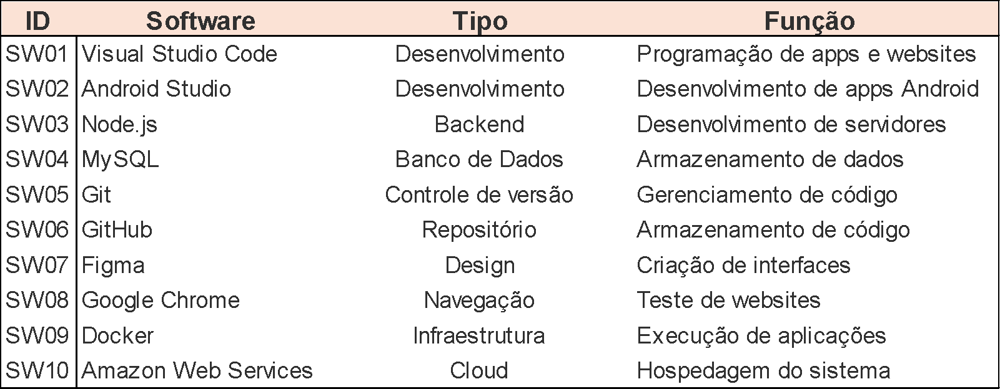 ID Software Tipo Função
SW01 Visual Studio Code Desenvolvimento Programação de apps e websites
SW02 Android Studio Desenvolvimento Desenvolvimento de apps Android
SW03 Node.js Backend Desenvolvimento de servidores
SW04 MySQL Banco de Dados Armazenamento de dados
SW05 Git Controle de versão Gerenciamento de código
SW06 GitHub Repositório Armazenamento de código
SW07 Figma Design Criação de interfaces
SW08 Google Chrome Navegação Teste de websites
SW09 Docker Infraestrutura Execução de aplicações
SW10 Amazon Web Services Cloud Hospedagem do sistema